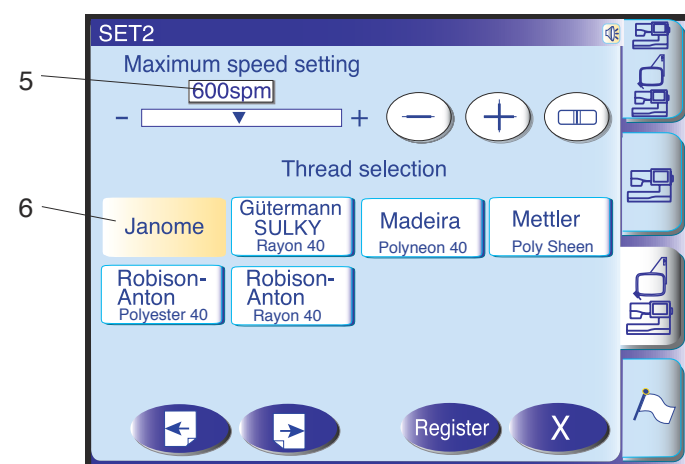 SET2
Maximum speed setting
5
600spm
- +
Thread selection
6
Janome
Gütermann
SULKY
Rayon 40
Madeira
Polyneon 40
Mettler
Poly Sheen
Robison-
Anton
Polyester 40
Robison-
Anton
Rayon 40
Register
X